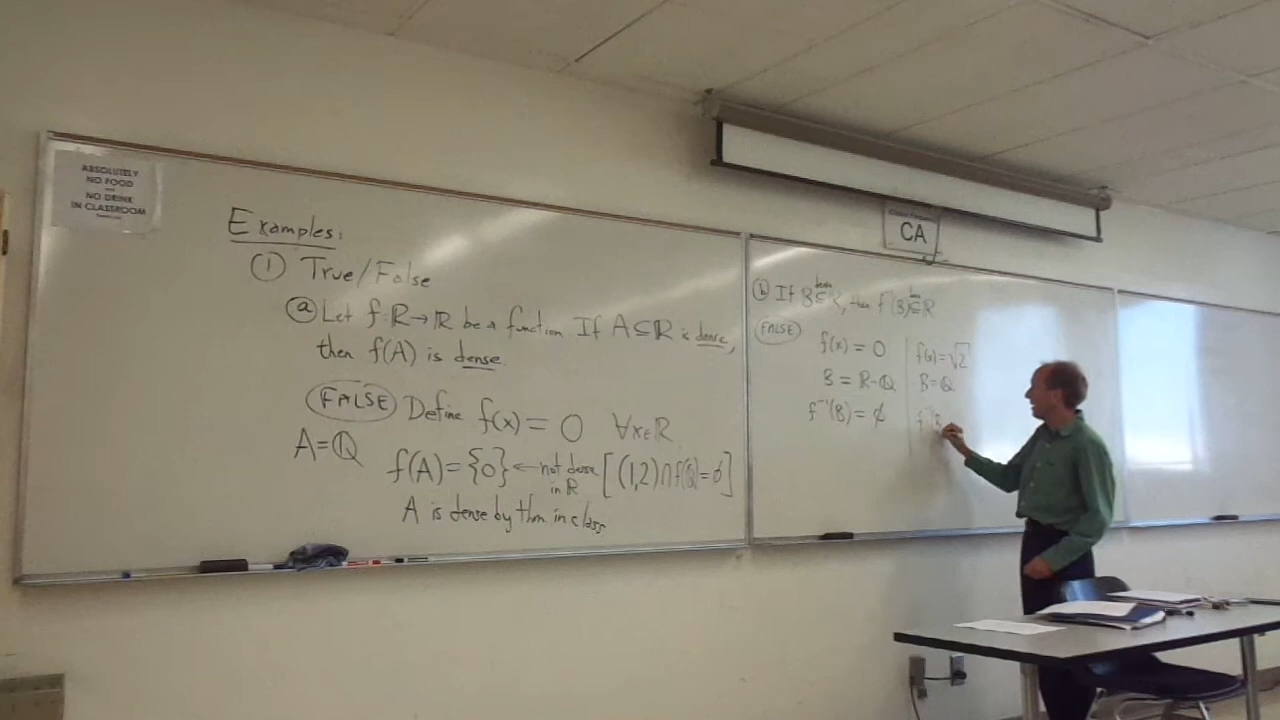 ABSOLUTELY
NO FOOD
NO DRINK
IN CLASSROOM
Examples:
① True/False
ⓐ Let f: ℝ→ℝ be a function If A⊆ℝ is dense,
then f(A) is dense.
FALSE Define f(x) = 0 ∀x∈ℝ
A=ℚ
f(A) = {0} ← not dense in ℝ [(1,2)∩f(ℚ)=∅]
A is dense by thm in class
CA
ⓑ If B ⊆ ℝ, then f⁻¹(B) ⊆ ℝ
FALSE
f(x) = 0
B = ℝ-ℚ
f⁻¹(B) = ∅
f(x) = √2
B = ℚ
f⁻¹(B